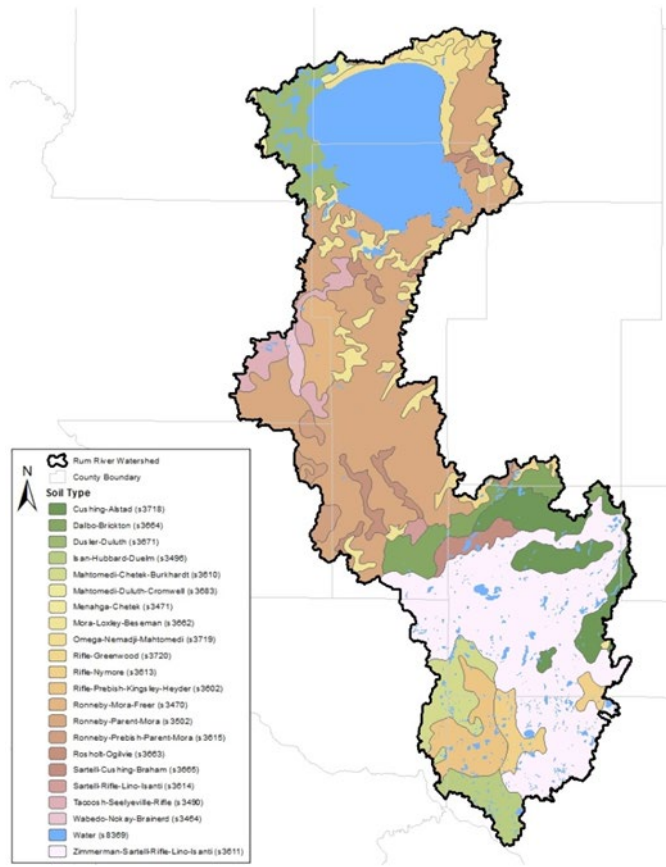 Rum River Watershed
County Boundary
N
Soil Type
Cushing-Alstad (s3718)
Dalbo-Brickton (s3664)
Dusler-Duluth (s3671)
Isan-Hubbard-Duelm (s3496)
Mahtomedi-Chetek-Burkhardt (s3610)
Mahtomedi-Duluth-Cromwell (s3683)
Menahga-Chetek (s3471)
Mora-Loxley-Beseman (s3662)
Omega-Nemadji-Mahtomedi (s3719)
Rifle-Greenwood (s3720)
Rifle-Nymore (s3613)
Rifle-Prebish-Kingsley-Heyder (s3602)
Ronneby-Mora-Freer (s3470)
Ronneby-Parent-Mora (s3502)
Ronneby-Prebish-Parent-Mora (s3615)
Rosholt-Ogilvie (s3663)
Sartell-Cushing-Braham (s3665)
Sartell-Rifle-Lino-Isanti (s3614)
Tacoosh-Seelyeville-Rifle (s3490)
Wabedo-Nokay-Brainerd (s3464)
Water (s8369)
Zimmerman-Sartell-Rifle-Lino-Isanti (s3611)